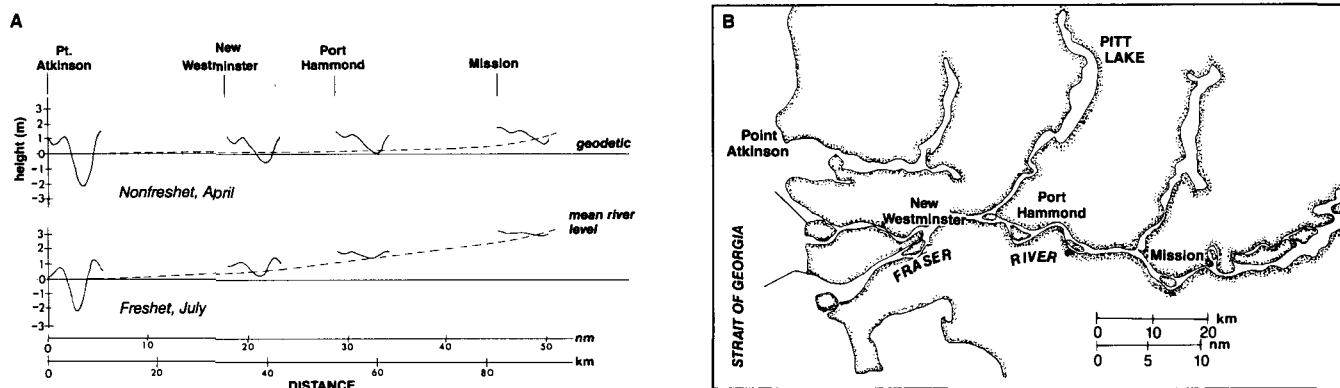 A
Pt.
Atkinson
New
Westminster
Port
Hammond
Mission
height (m)
3
2
1
0
-1
-2
-3
geodetic
Nonfreshet, April
mean river
level
3
2
1
0
-1
-2
-3
Freshet, July
0 10 20 30 40 50 nm
0 20 40 60 80 km
DISTANCE
B
PITT
LAKE
Point
Atkinson
New
Westminster
Port
Hammond
Mission
FRASER RIVER
STRAIT OF GEORGIA
km
0 10 20
nm
0 5 10